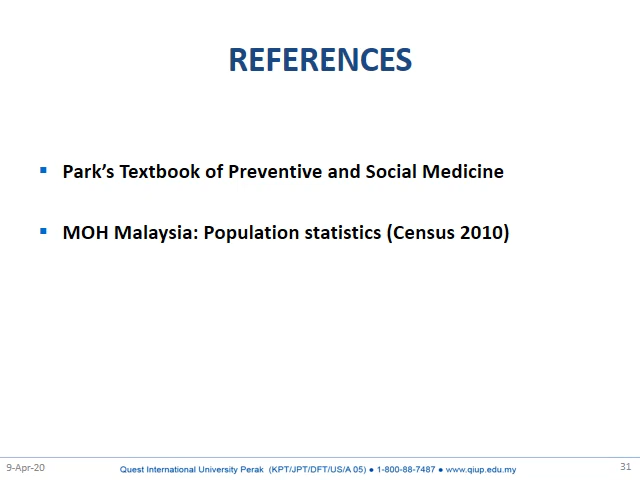 REFERENCES
▪ Park’s Textbook of Preventive and Social Medicine
▪ MOH Malaysia: Population statistics (Census 2010)
9-Apr-20
Quest International University Perak (KPT/JPT/DFT/US/A 05) ● 1-800-88-7487 ● www.qiup.edu.my
31